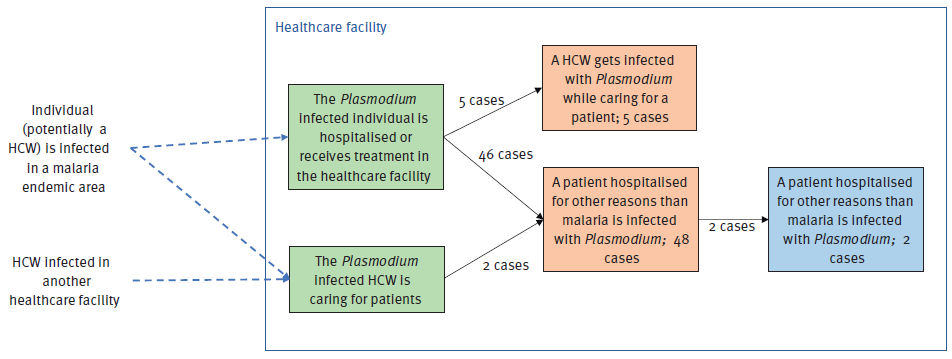 Healthcare facility
Individual
(potentially a
HCW) is infected
in a malaria
endemic area
HCW infected in
another
healthcare facility
The Plasmodium
infected individual is
hospitalised or
receives treatment in
the healthcare facility
The Plasmodium
infected HCW is
caring for patients
5 cases
46 cases
2 cases
A HCW gets infected
with Plasmodium
while caring for a
patient; 5 cases
A patient hospitalised
for other reasons than
malaria is infected
with Plasmodium; 48
cases
2 cases
A patient hospitalised
for other reasons than
malaria is infected
with Plasmodium; 2
cases